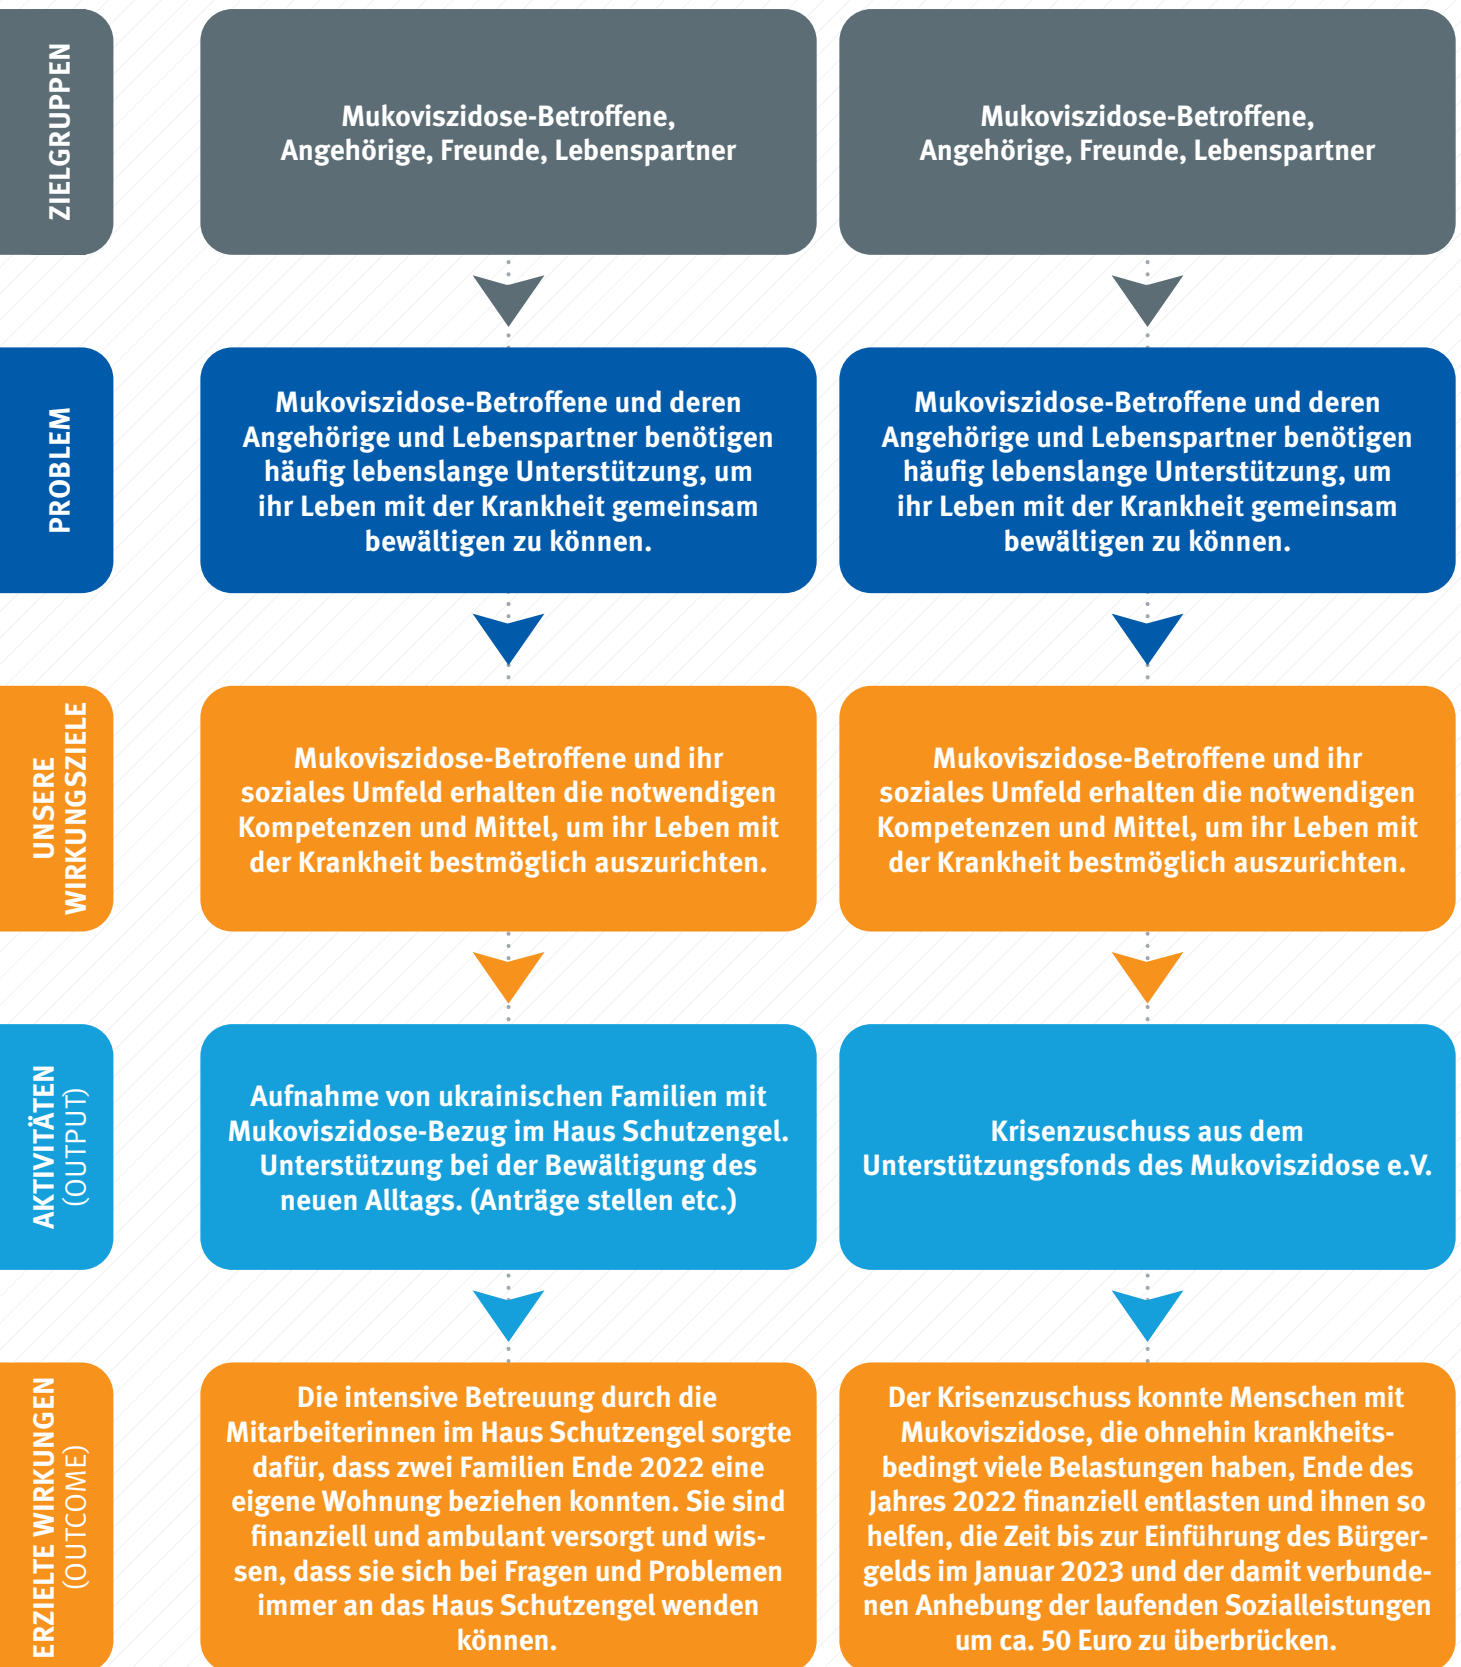 ZIELGRUPPEN
Mukoviszidose-Betroffene,
Angehörige, Freunde, Lebenspartner
Mukoviszidose-Betroffene,
Angehörige, Freunde, Lebenspartner
PROBLEM
Mukoviszidose-Betroffene und deren
Angehörige und Lebenspartner benötigen
häufig lebenslange Unterstützung, um
ihr Leben mit der Krankheit gemeinsam
bewältigen zu können.
Mukoviszidose-Betroffene und deren
Angehörige und Lebenspartner benötigen
häufig lebenslange Unterstützung, um
ihr Leben mit der Krankheit gemeinsam
bewältigen zu können.
UNSERE
WIRKUNGSZIELE
Mukoviszidose-Betroffene und ihr
soziales Umfeld erhalten die notwendigen
Kompetenzen und Mittel, um ihr Leben mit
der Krankheit bestmöglich auszurichten.
Mukoviszidose-Betroffene und ihr
soziales Umfeld erhalten die notwendigen
Kompetenzen und Mittel, um ihr Leben mit
der Krankheit bestmöglich auszurichten.
AKTIVITÄTEN
(OUTPUT)
Aufnahme von ukrainischen Familien mit
Mukoviszidose-Bezug im Haus Schutzengel.
Unterstützung bei der Bewältigung des
neuen Alltags. (Anträge stellen etc.)
Krisenzuschuss aus dem
Unterstützungsfonds des Mukoviszidose e.V.
ERZIELTE WIRKUNGEN
(OUTCOME)
Die intensive Betreuung durch die
Mitarbeiterinnen im Haus Schutzengel sorgte
dafür, dass zwei Familien Ende 2022 eine
eigene Wohnung beziehen konnten. Sie sind
finanziell und ambulant versorgt und wis-
sen, dass sie sich bei Fragen und Problemen
immer an das Haus Schutzengel wenden
können.
Der Krisenzuschuss konnte Menschen mit
Mukoviszidose, die ohnehin krankheits-
bedingt viele Belastungen haben, Ende des
Jahres 2022 finanziell entlasten und ihnen so
helfen, die Zeit bis zur Einführung des Bürger-
gelds im Januar 2023 und der damit verbunde-
nen Anhebung der laufenden Sozialleistungen
um ca. 50 Euro zu überbrücken.